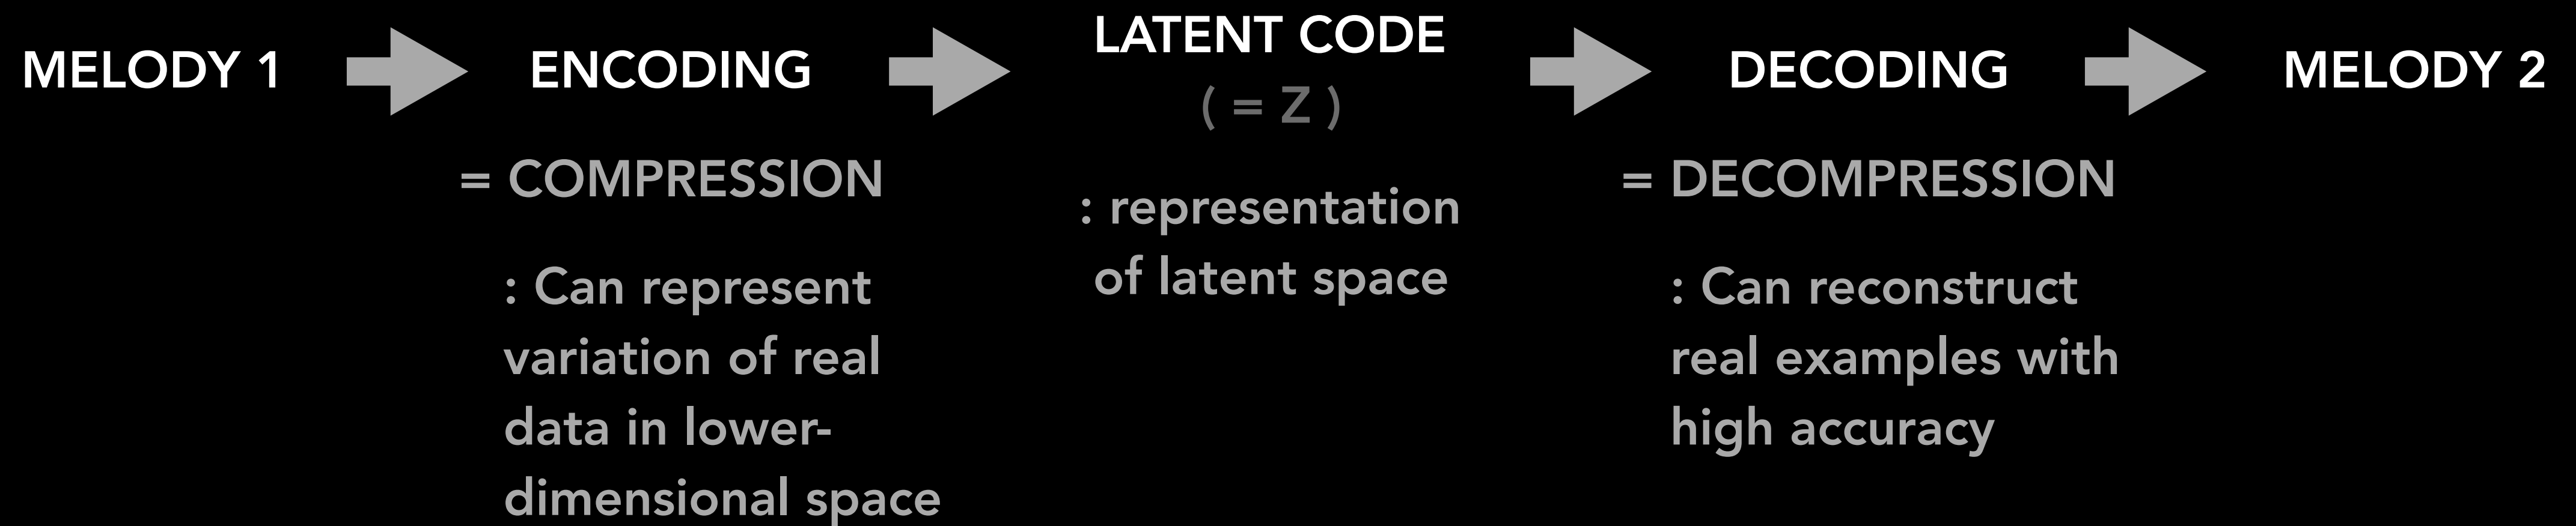 MELODY 1
ENCODING
= COMPRESSION
: Can represent
variation of real
data in lower-
dimensional space
LATENT CODE
( = Z )
: representation
of latent space
DECODING
= DECOMPRESSION
: Can reconstruct
real examples with
high accuracy
MELODY 2